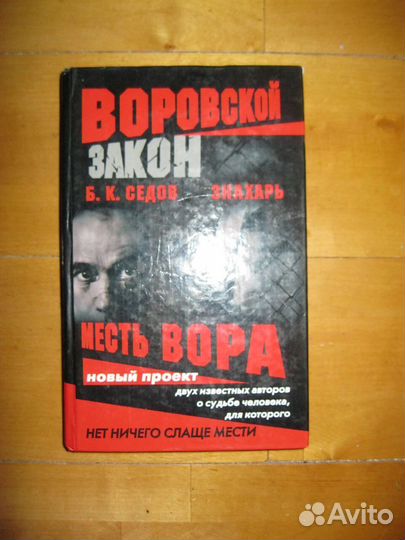 ВОРОВСКОЙ
ЗАКОН
Б. К. СЕДОВ ЗНАХАРЬ
МЕСТЬ ВОРА
новый проект
двух известных авторов
о судьбе человека,
для которого
НЕТ НИЧЕГО СЛАЩЕ МЕСТИ
Avito